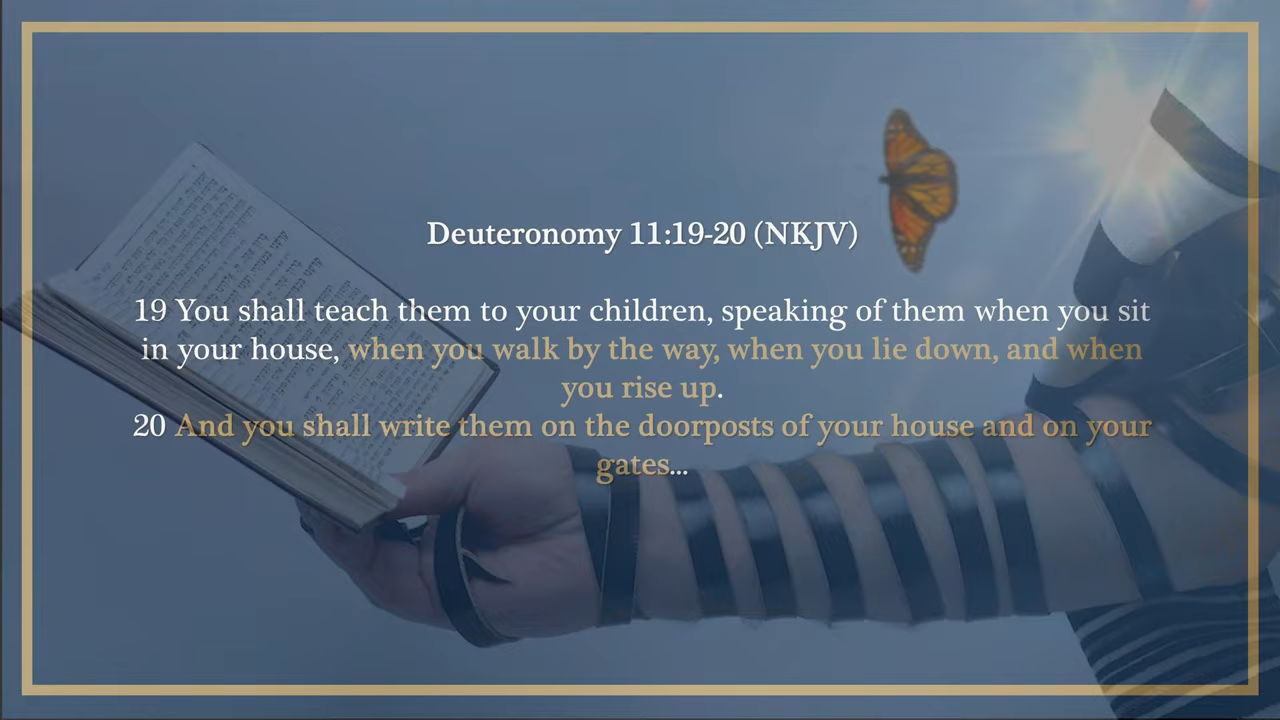 Deuteronomy 11:19-20 (NKJV)
19 You shall teach them to your children, speaking of them when you sit
in your house, when you walk by the way, when you lie down, and when
you rise up.
20 And you shall write them on the doorposts of your house and on your
gates...